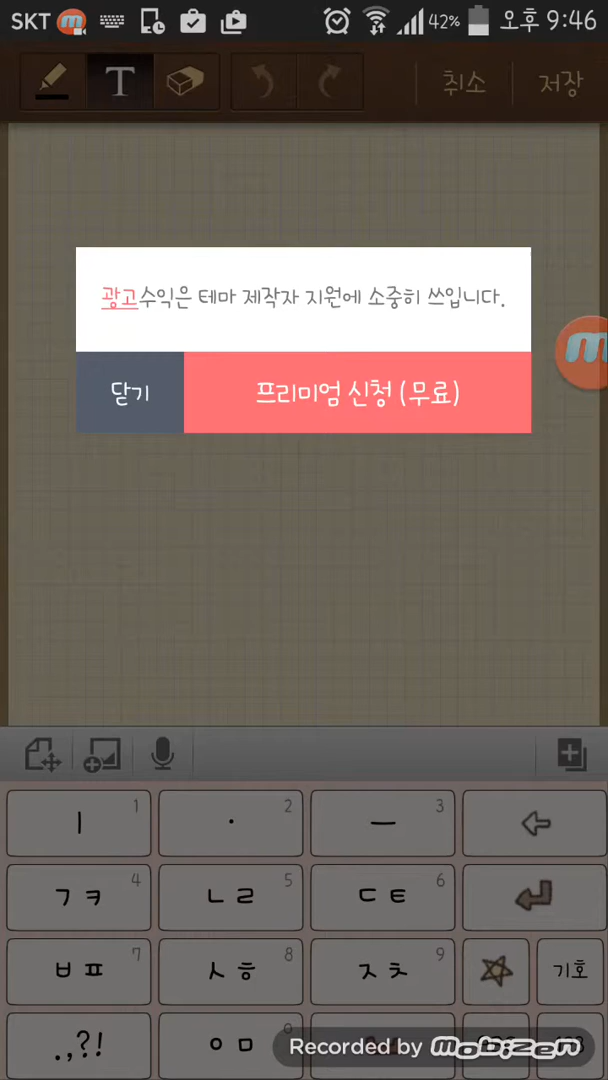 SKT 42% 오후 9:46
T 취소 저장
광고수익은 테마 제작자 지원에 소중히 쓰입니다.
닫기 프리미엄 신청 (무료)
ㅣ 1 · 2 ㅡ 3
ㄱㅋ 4 ㄴㄹ 5 ㄷㅌ 6
ㅂㅍ 7 ㅅㅎ 8 ㅈㅊ 9 기호
.,?! ㅇㅁ 0
Recorded by mobizen